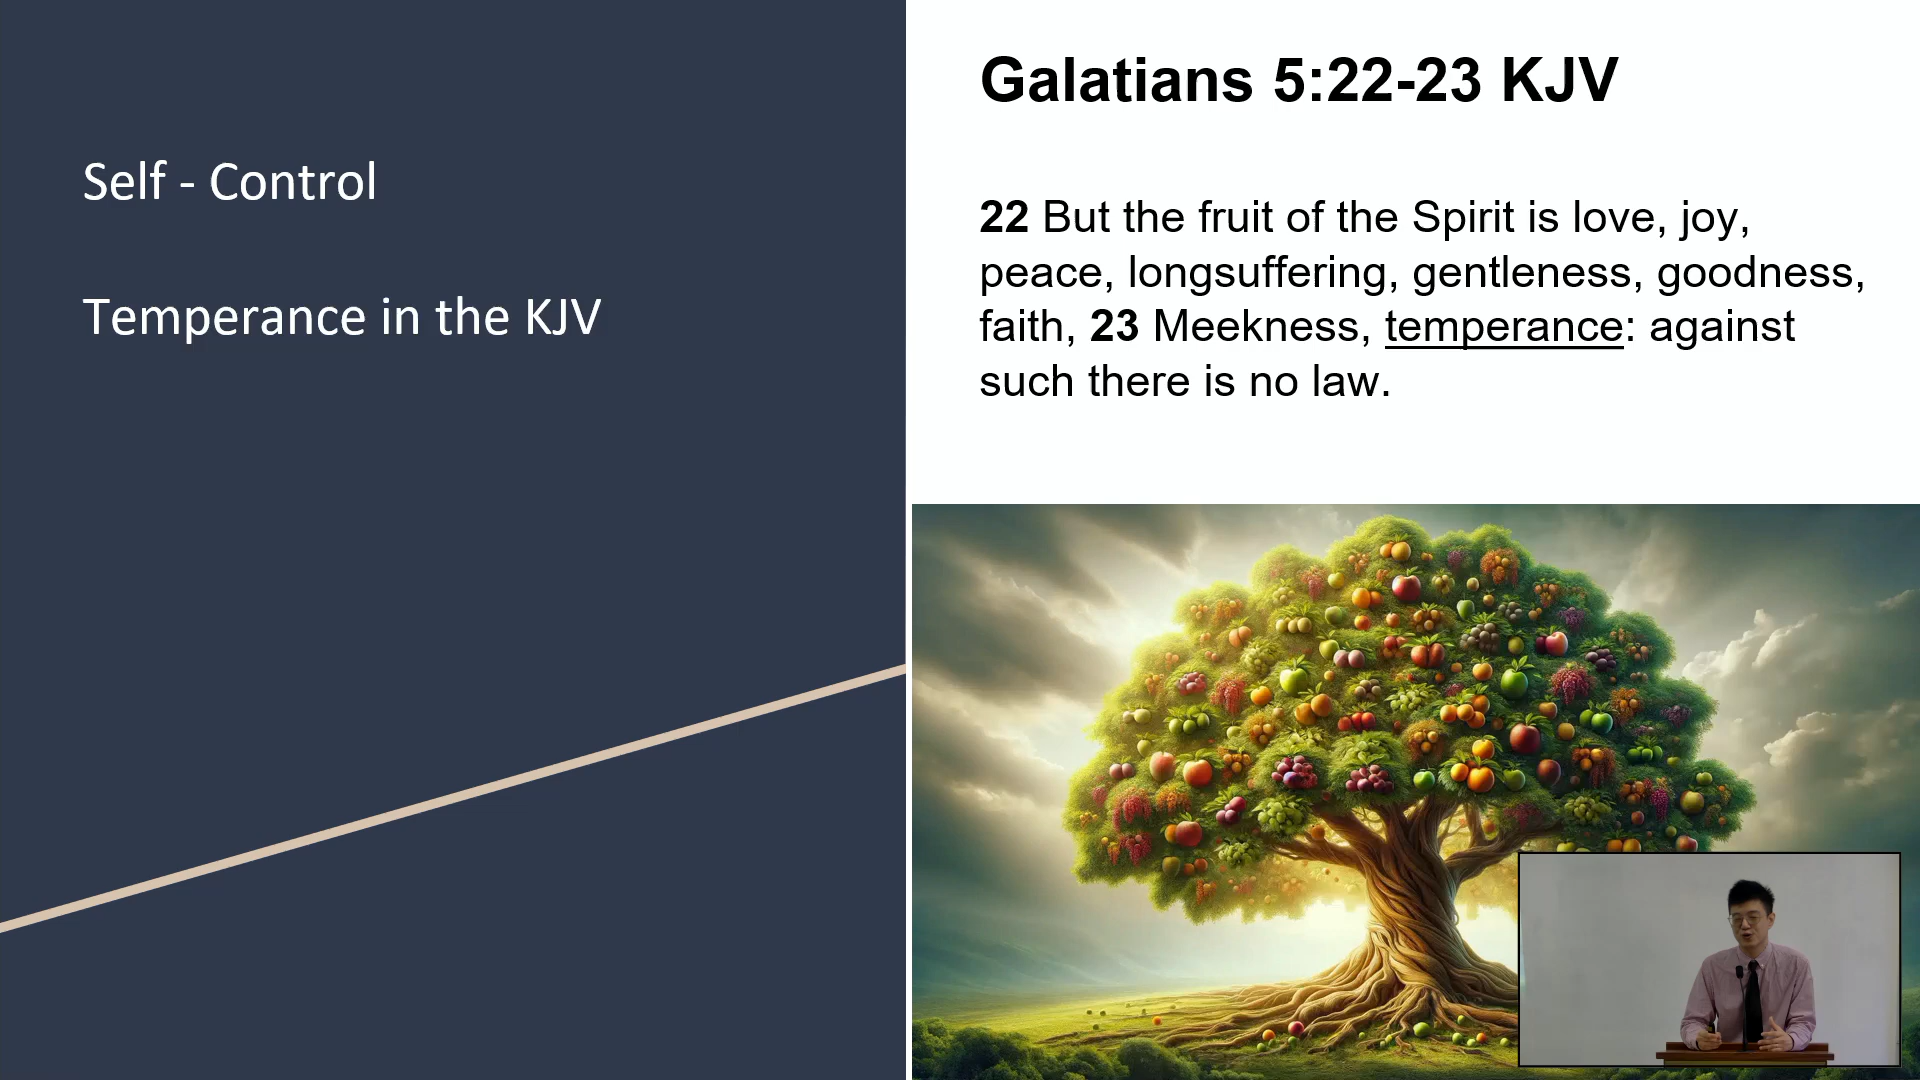 Self - Control
Temperance in the KJV
Galatians 5:22-23 KJV
22 But the fruit of the Spirit is love, joy,
peace, longsuffering, gentleness, goodness,
faith, 23 Meekness, temperance: against
such there is no law.